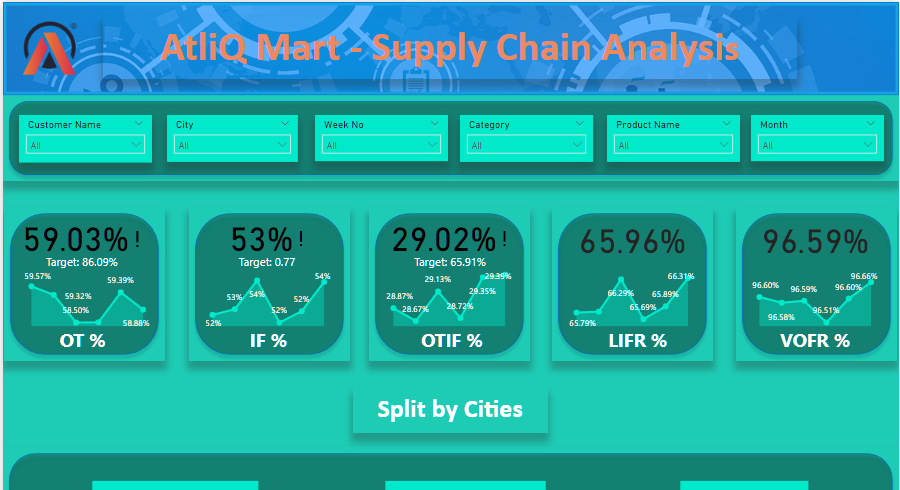 AtliQ Mart - Supply Chain Analysis
®
Customer Name
All
City
All
Week No
All
Category
All
Product Name
All
Month
All
59.03% !
Target: 86.09%
59.57%
59.32%
58.50%
59.39%
58.88%
OT %
53% !
Target: 0.77
52%
53%
54%
52%
52%
54%
IF %
29.02% !
Target: 65.91%
28.87%
28.67%
29.13%
28.72%
29.35%
29.39%
OTIF %
65.96%
65.79%
66.29%
65.69%
65.89%
66.31%
LIFR %
96.59%
96.60%
96.58%
96.59%
96.51%
96.60%
96.66%
VOFR %
Split by Cities